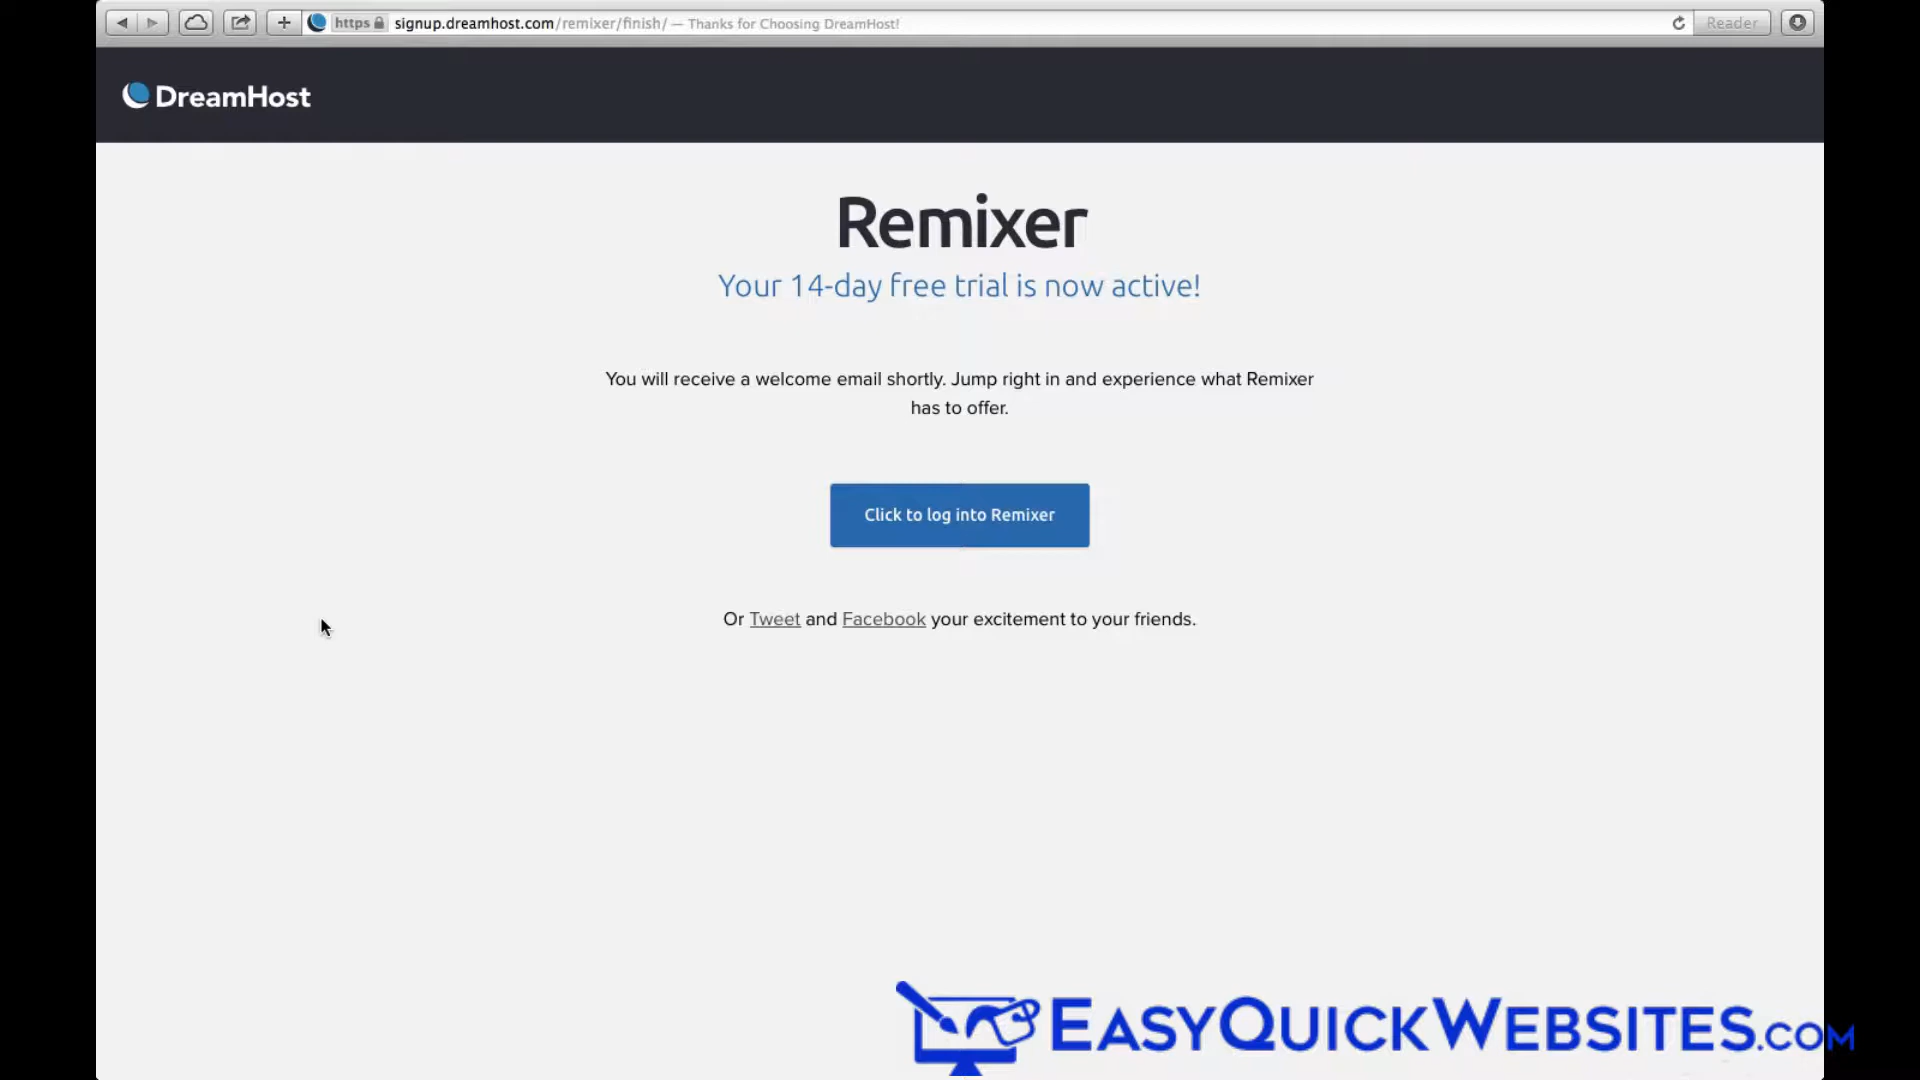 https signup.dreamhost.com/remixer/finish/ — Thanks for Choosing DreamHost! Reader
DreamHost
Remixer
Your 14-day free trial is now active!
You will receive a welcome email shortly. Jump right in and experience what Remixer
has to offer.
Click to log into Remixer
Or Tweet and Facebook your excitement to your friends.
EASYQUICKWEBSITES.COM